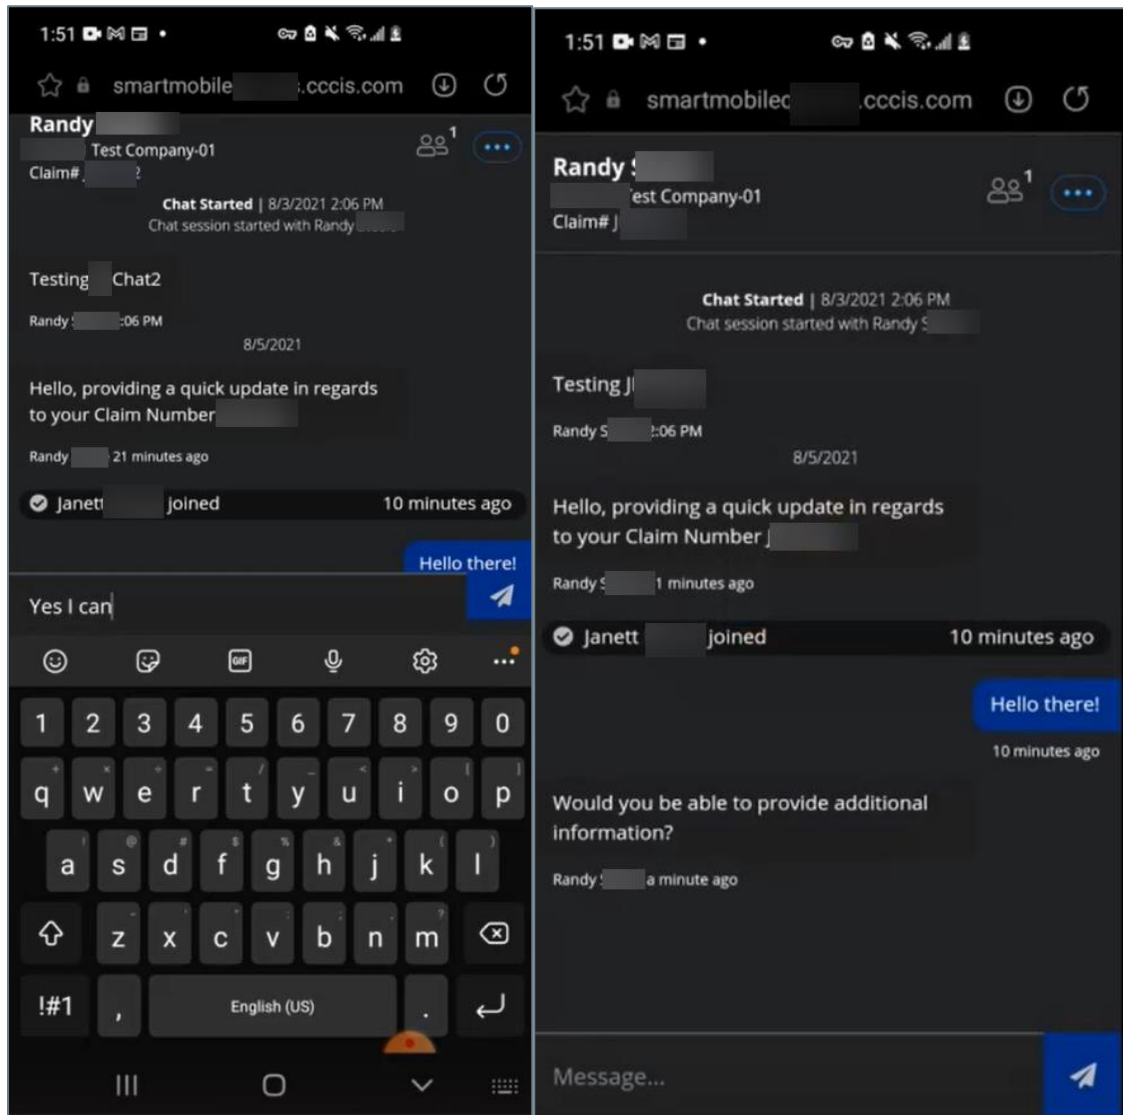 1:51
smartmobile .cccis.com
Randy
Test Company-01
1
Claim#
Chat Started | 8/3/2021 2:06 PM
Chat session started with Randy
Testing Chat2
Randy :06 PM
8/5/2021
Hello, providing a quick update in regards
to your Claim Number
Randy 21 minutes ago
Janett joined 10 minutes ago
Hello there!
Yes I can
GIF
1 2 3 4 5 6 7 8 9 0
q w e r t y u i o p
a s d f g h j k l
z x c v b n m
!#1 , English (US) .
1:51
smartmobile .cccis.com
Randy S
est Company-01
1
Claim# J
Chat Started | 8/3/2021 2:06 PM
Chat session started with Randy S
Testing J
Randy S :06 PM
8/5/2021
Hello, providing a quick update in regards
to your Claim Number J
Randy S 1 minutes ago
Janett joined 10 minutes ago
Hello there!
10 minutes ago
Would you be able to provide additional
information?
Randy a minute ago
Message...